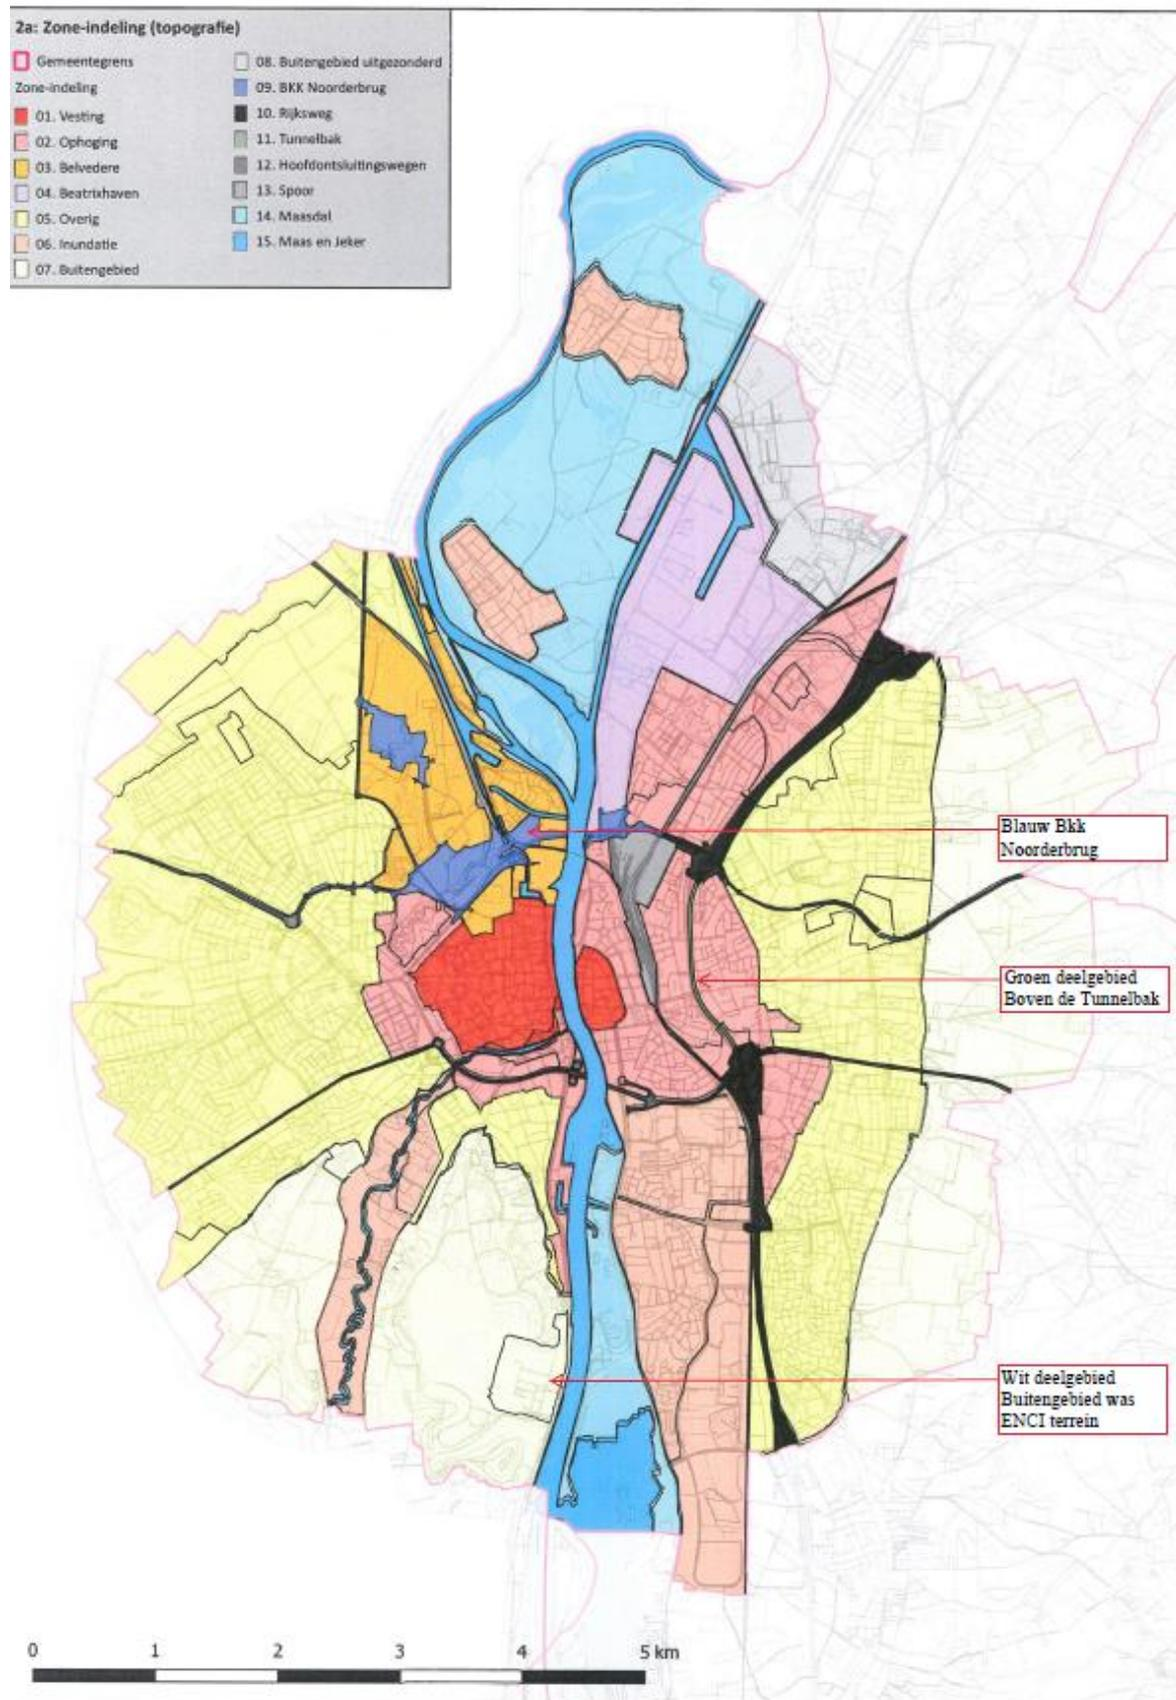 2a: Zone-indeling (topografie)
Gemeentegrens
Zone-indeling
01. Vesting
02. Ophoging
03. Belvedere
04. Beatrixhaven
05. Overig
06. Inundatie
07. Buitengebied
08. Buitengebied uitgezonderd
09. BKK Noorderbrug
10. Rijksweg
11. Tunnelbak
12. Hoofdontsluitingswegen
13. Spoor
14. Maasdal
15. Maas en Jeker
Blauw Bkk
Noorderbrug
Groen deelgebied
Boven de Tunnelbak
Wit deelgebied
Buitengebied was
ENCI terrein
0 1 2 3 4 5 km